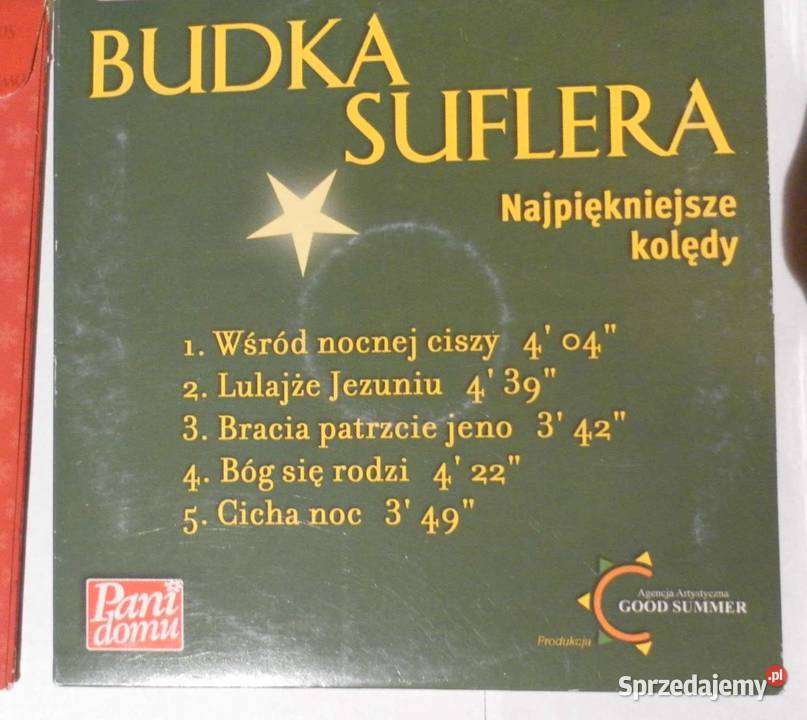 BUDKA
SUFLERA
Najpiękniejsze
kolędy
1. Wśród nocnej ciszy 4' 04"
2. Lulajże Jezuniu 4' 39"
3. Bracia patrzcie jeno 3' 42"
4. Bóg się rodzi 4' 22"
5. Cicha noc 3' 49"
Pani
domu
Agencja Artystyczna
GOOD SUMMER
Produkcja
Sprzedajemy.pl